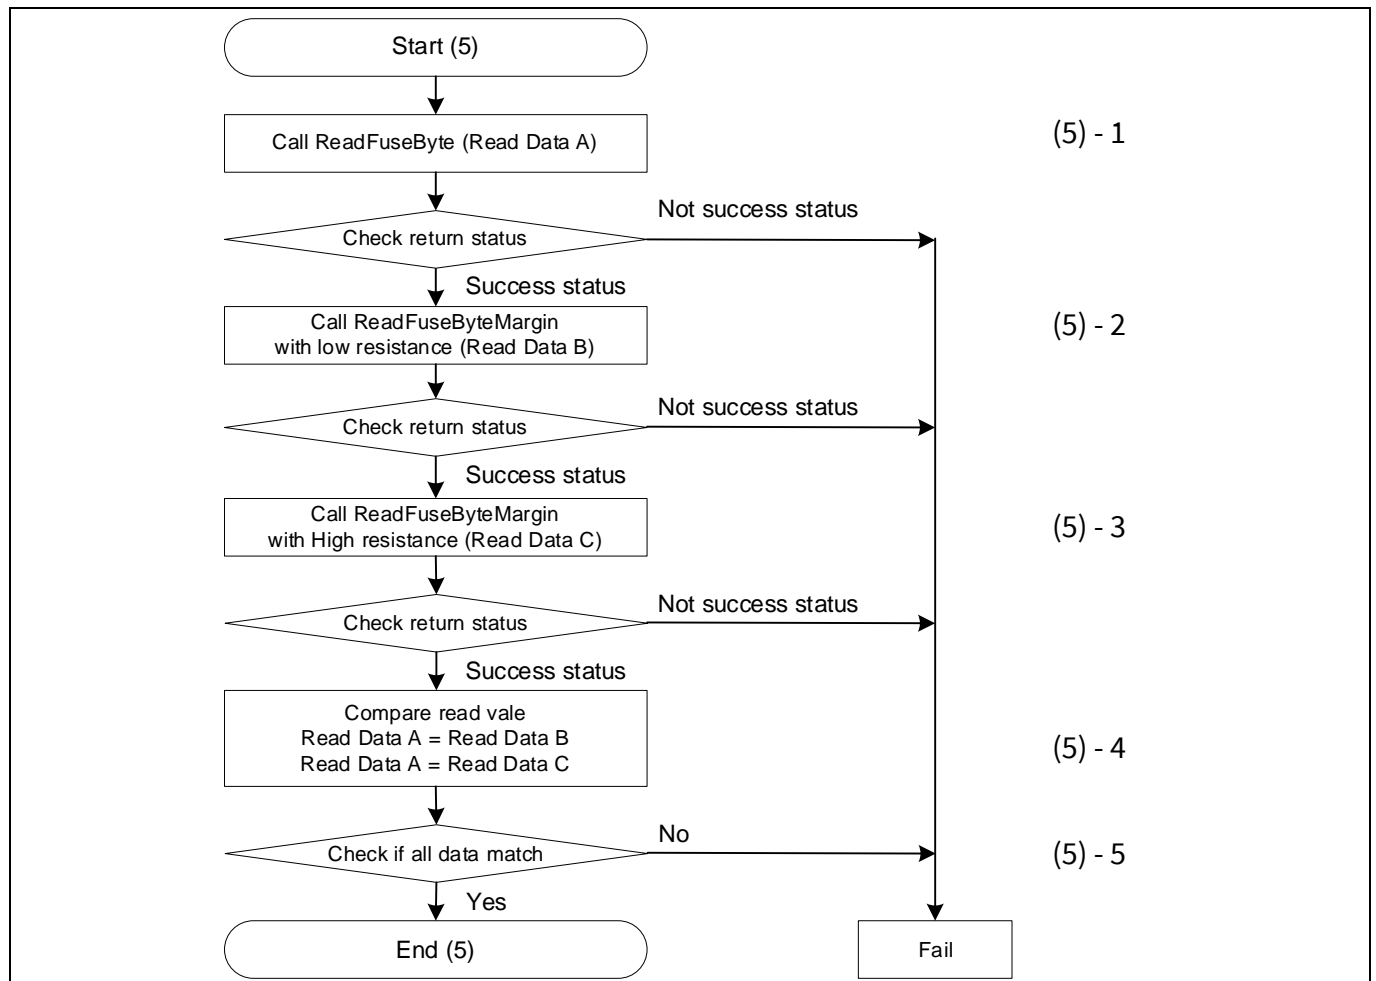 Start (5)
Call ReadFuseByte (Read Data A)
(5) - 1
Not success status
Check return status
Success status
Call ReadFuseByteMargin
with low resistance (Read Data B)
(5) - 2
Not success status
Check return status
Success status
Call ReadFuseByteMargin
with High resistance (Read Data C)
(5) - 3
Not success status
Check return status
Success status
Compare read vale
Read Data A = Read Data B
Read Data A = Read Data C
(5) - 4
No
Check if all data match
(5) - 5
Yes
End (5)
Fail